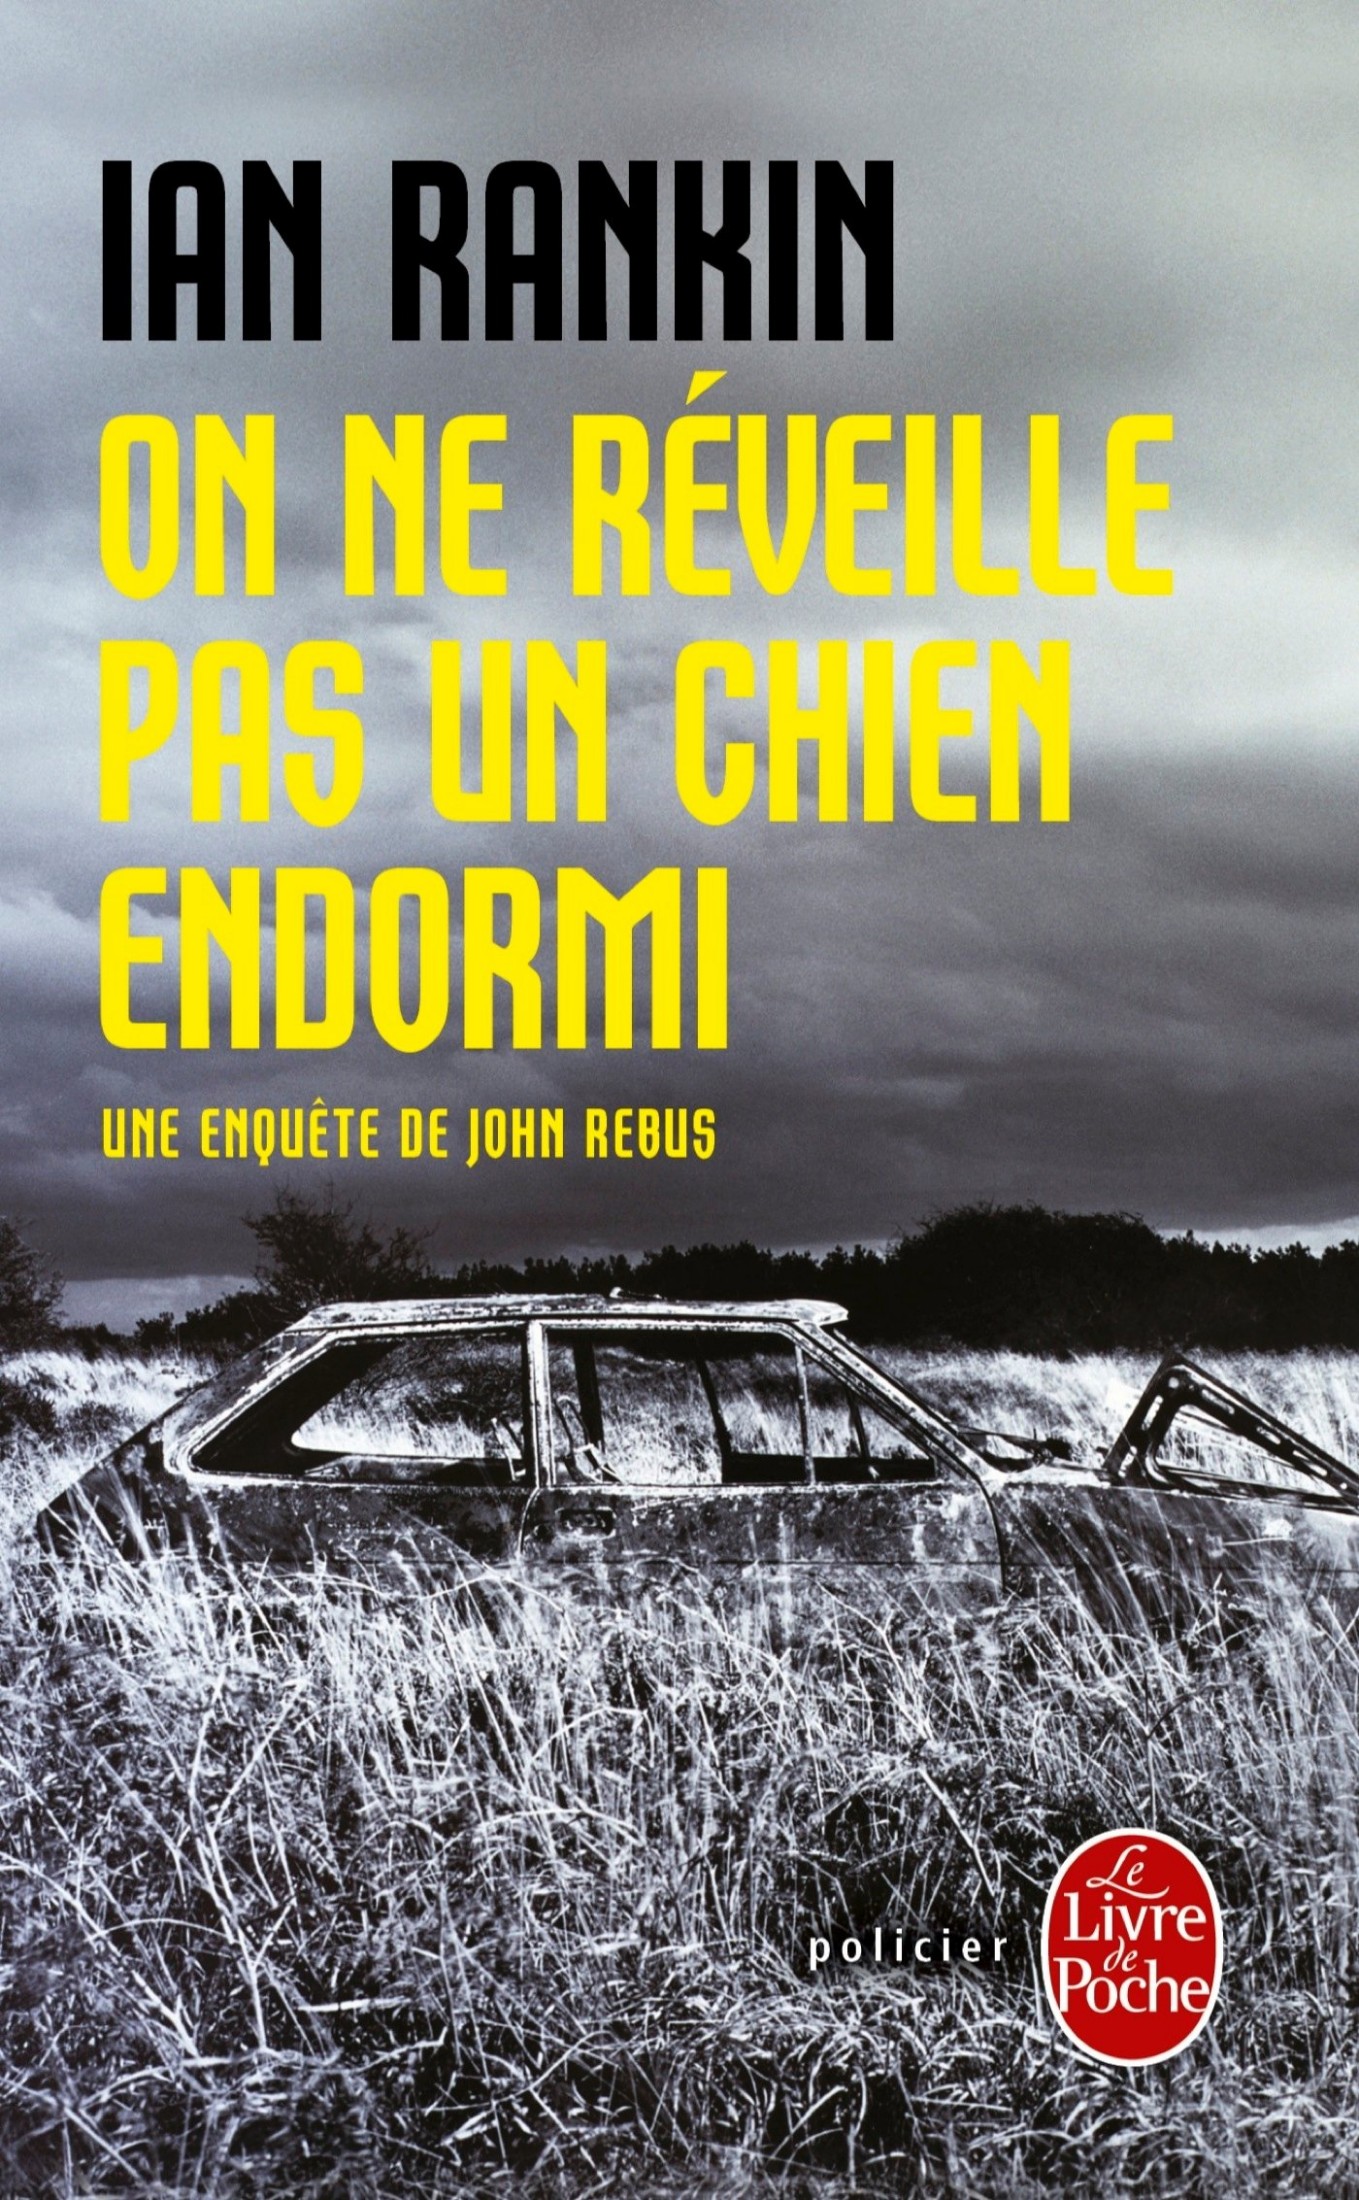 IAN RANKIN
ON NE RÉVEILLE
PAS UN CHIEN
ENDORMI
UNE ENQUÊTE DE JOHN REBUS
policier
Le
Livre
de
Poche